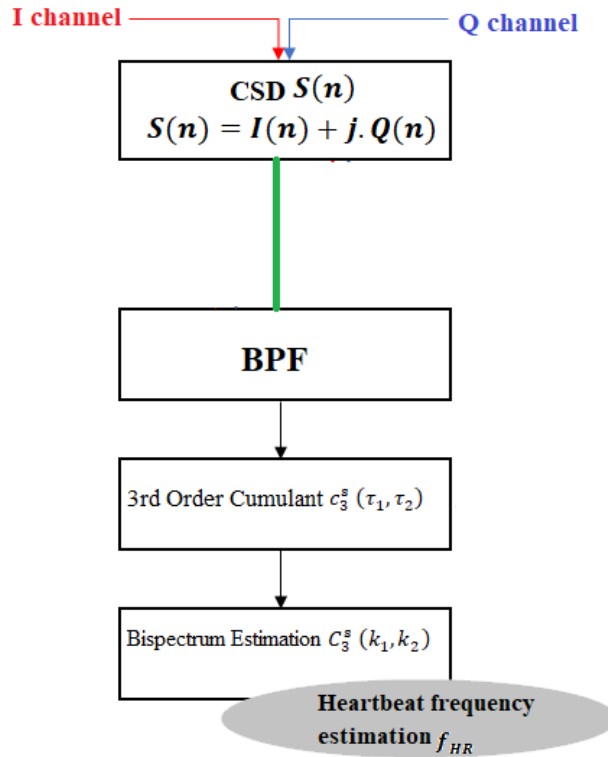 I channel
Q channel
CSD S(n)
S(n) = I(n) + j. Q(n)
BPF
3rd Order Cumulant c₃ˢ (τ₁, τ₂)
Bispectrum Estimation C₃ˢ (k₁, k₂)
Heartbeat frequency
estimation f_HR